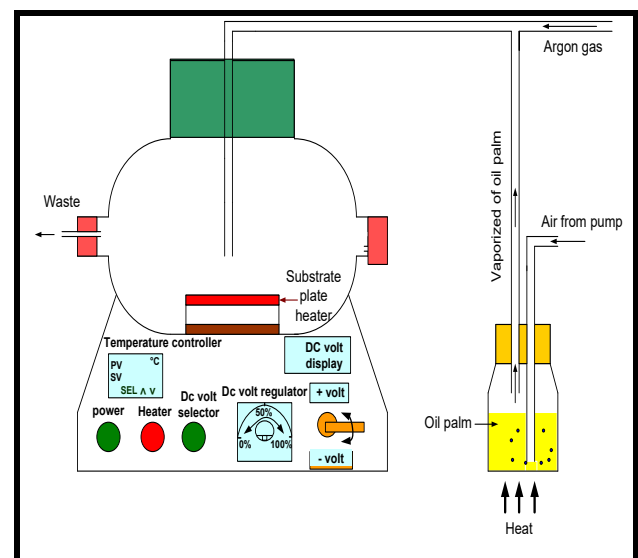 Argon gas
Waste
Vaporized of oil palm
Air from pump
Substrate
plate
heater
Temperature controller
PV °C
SV
SEL ∧ ∨
DC volt
display
power
Heater
Dc volt
selector
Dc volt regulator
50%
0% 100%
+ volt
- volt
Oil palm
Heat